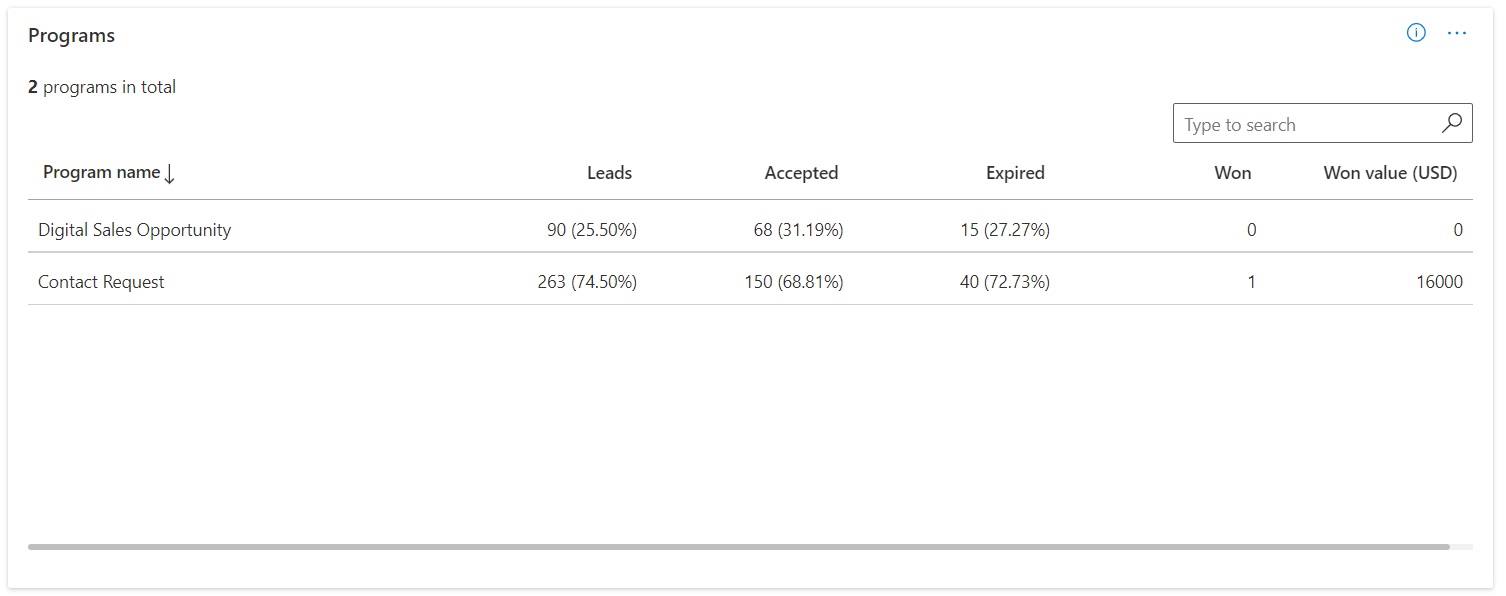 Programs
2 programs in total
Type to search
Program name Leads Accepted Expired Won Won value (USD)
Digital Sales Opportunity 90 (25.50%) 68 (31.19%) 15 (27.27%) 0 0
Contact Request 263 (74.50%) 150 (68.81%) 40 (72.73%) 1 16000